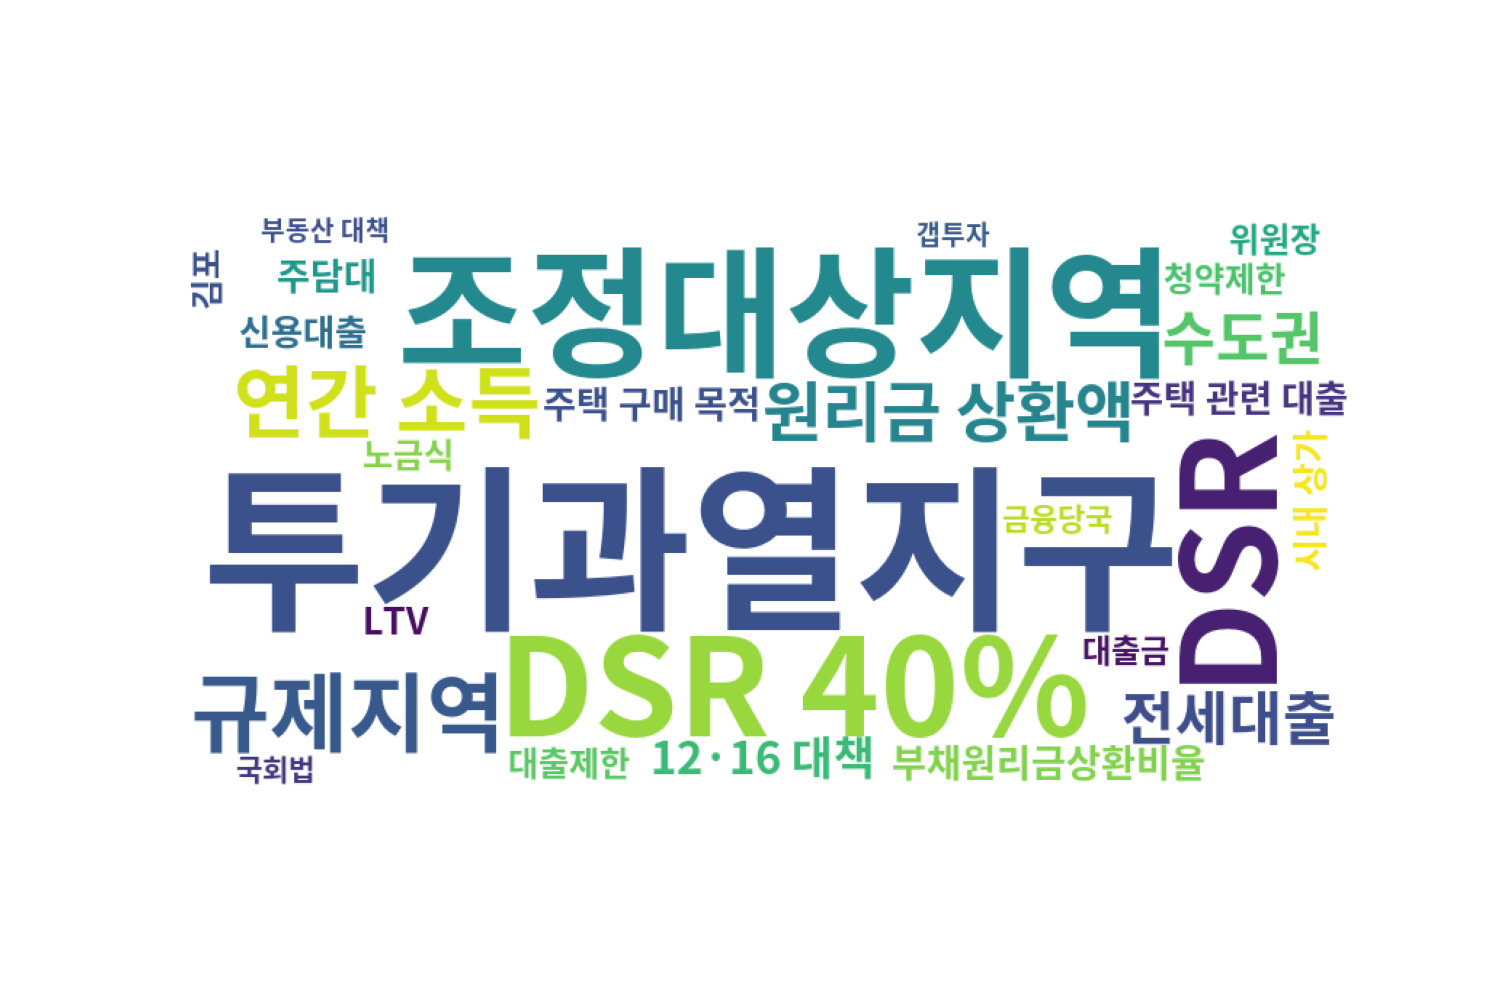 부동산 대책
갭투자
위원장
김포
주담대
조정대상지역
청약제한
신용대출
수도권
연간 소득
주택 구매 목적
원리금 상환액
주택 관련 대출
노금식
투기과열지구
금융당국
DSR
시내 상가
LTV
DSR 40%
대출금
규제지역
전세대출
국회법
대출제한
12·16 대책
부채원리금상환비율